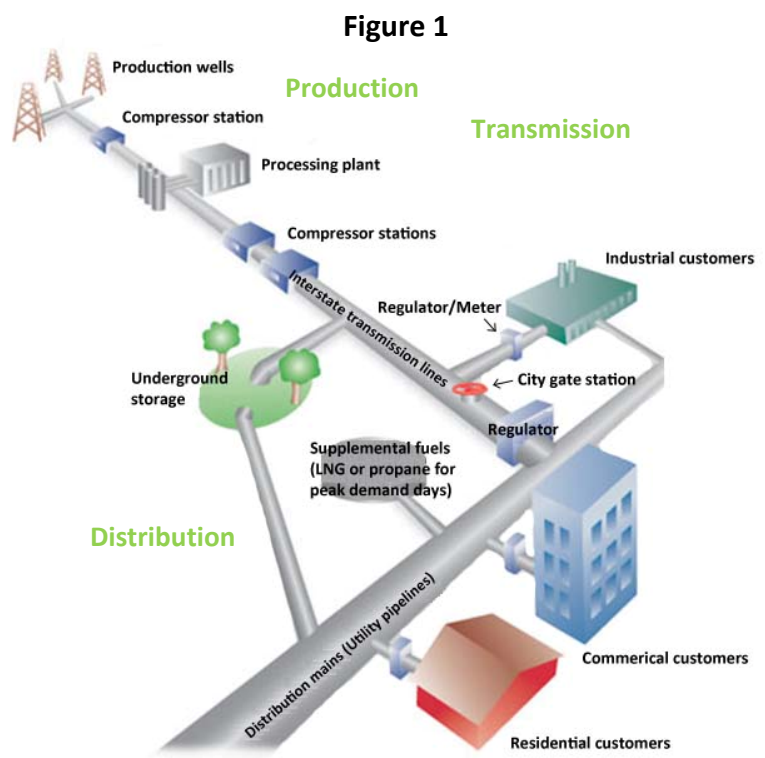 Figure 1
Production wells
Production
Compressor station
Transmission
Processing plant
Compressor stations
Industrial customers
Interstate transmission lines
Regulator/Meter
City gate station
Underground
storage
Regulator
Supplemental fuels
(LNG or propane for
peak demand days)
Distribution
Distribution mains (Utility pipelines)
Commerical customers
Residential customers